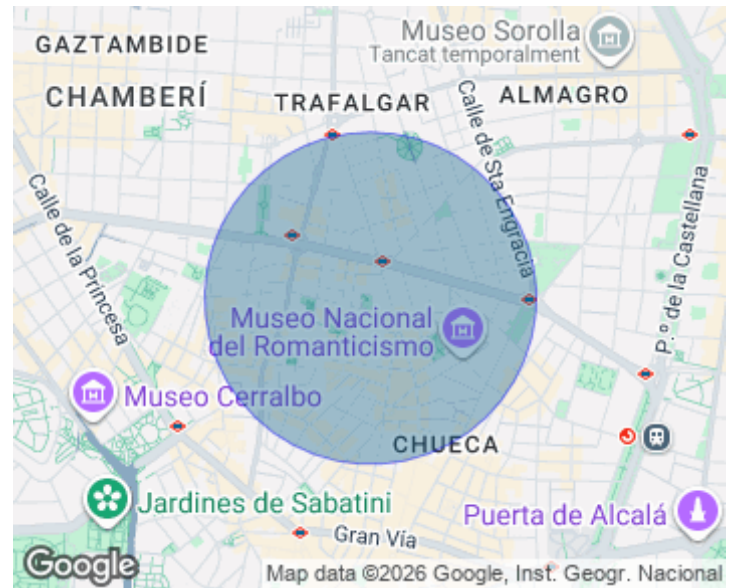 Museo Sorolla
Tancat temporalment
GAZTAMBIDE
CHAMBERÍ
TRAFALGAR
ALMAGRO
Calle de Sta Engracia
Calle de la Princesa
P.º de la Castellana
Museo Nacional
del Romanticismo
Museo Cerralbo
CHUECA
Jardines de Sabatini
Puerta de Alcalá
Gran Vía
Google
Map data ©2026 Google, Inst. Geogr. Nacional